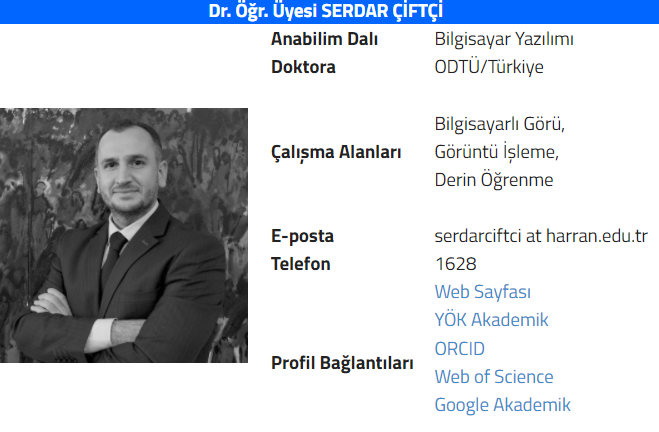 Dr. Öğr. Üyesi SERDAR ÇİFTÇİ
Anabilim Dalı Bilgisayar Yazılımı
Doktora ODTÜ/Türkiye
Çalışma Alanları Bilgisayarlı Görü,
Görüntü İşleme,
Derin Öğrenme
E-posta serdarciftci at harran.edu.tr
Telefon 1628
Profil Bağlantıları Web Sayfası
YÖK Akademik
ORCID
Web of Science
Google Akademik